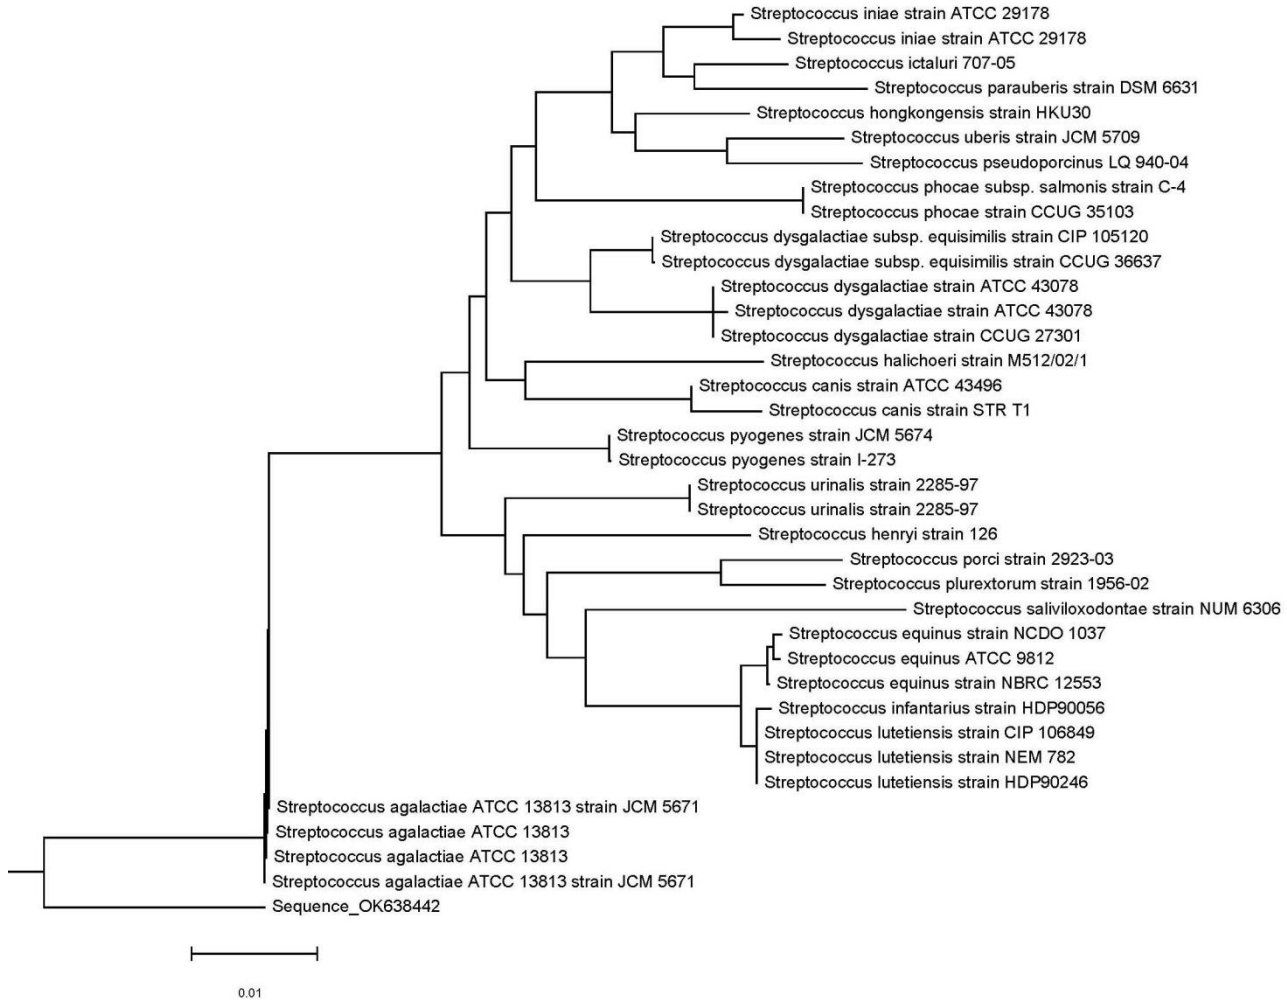 Streptococcus iniae strain ATCC 29178
Streptococcus iniae strain ATCC 29178
Streptococcus ictaluri 707-05
Streptococcus parauberis strain DSM 6631
Streptococcus hongkongensis strain HKU30
Streptococcus uberis strain JCM 5709
Streptococcus pseudoporcinus LQ 940-04
Streptococcus phocae subsp. salmonis strain C-4
Streptococcus phocae strain CCUG 35103
Streptococcus dysgalactiae subsp. equisimilis strain CIP 105120
Streptococcus dysgalactiae subsp. equisimilis strain CCUG 36637
Streptococcus dysgalactiae strain ATCC 43078
Streptococcus dysgalactiae strain ATCC 43078
Streptococcus dysgalactiae strain CCUG 27301
Streptococcus halichoeri strain M512/02/1
Streptococcus canis strain ATCC 43496
Streptococcus canis strain STR T1
Streptococcus pyogenes strain JCM 5674
Streptococcus pyogenes strain I-273
Streptococcus urinalis strain 2285-97
Streptococcus urinalis strain 2285-97
Streptococcus henryi strain 126
Streptococcus porci strain 2923-03
Streptococcus plurextorum strain 1956-02
Streptococcus saliviloxodontae strain NUM 6306
Streptococcus equinus strain NCDO 1037
Streptococcus equinus ATCC 9812
Streptococcus equinus strain NBRC 12553
Streptococcus infantarius strain HDP90056
Streptococcus lutetiensis strain CIP 106849
Streptococcus lutetiensis strain NEM 782
Streptococcus lutetiensis strain HDP90246
Streptococcus agalactiae ATCC 13813 strain JCM 5671
Streptococcus agalactiae ATCC 13813
Streptococcus agalactiae ATCC 13813
Streptococcus agalactiae ATCC 13813 strain JCM 5671
Sequence_OK638442
0.01